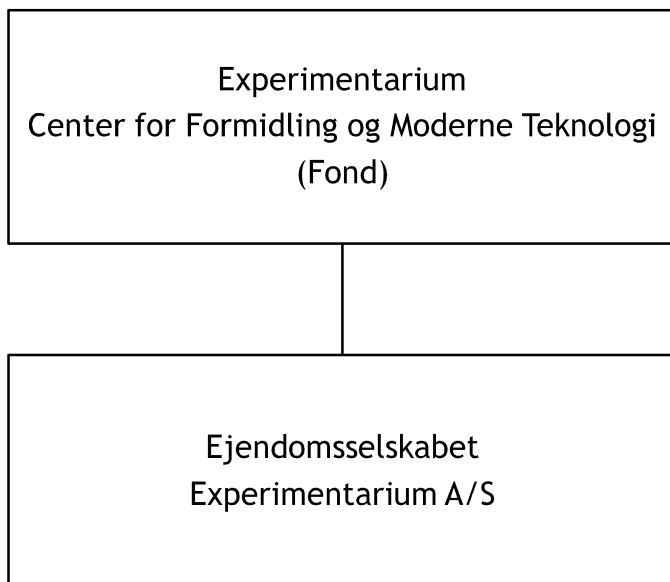 Experimentarium
Center for Formidling og Moderne Teknologi
(Fond)
Ejendomsselskabet
Experimentarium A/S